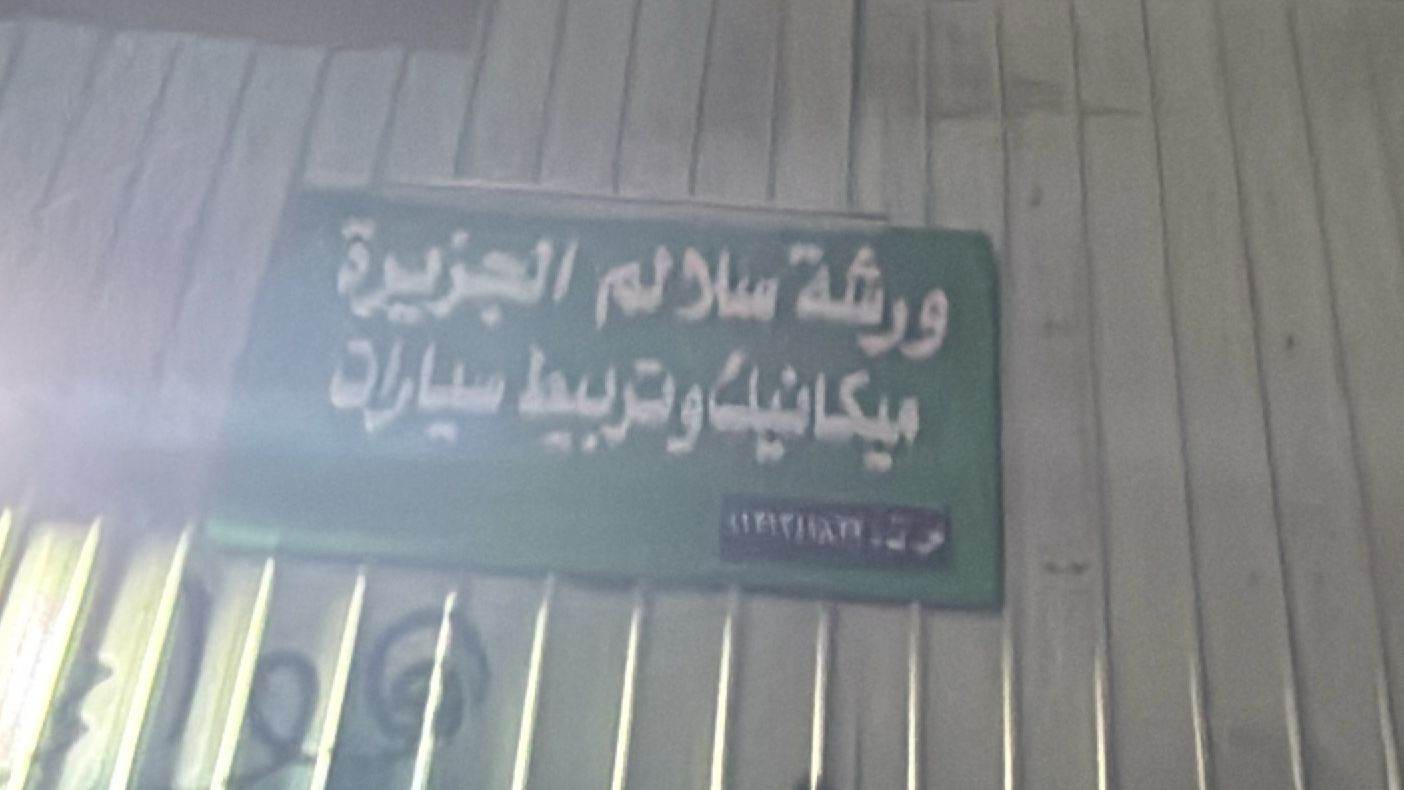 ورشة سلالم الجزيرة
ميكانيك وتربيط سيارات